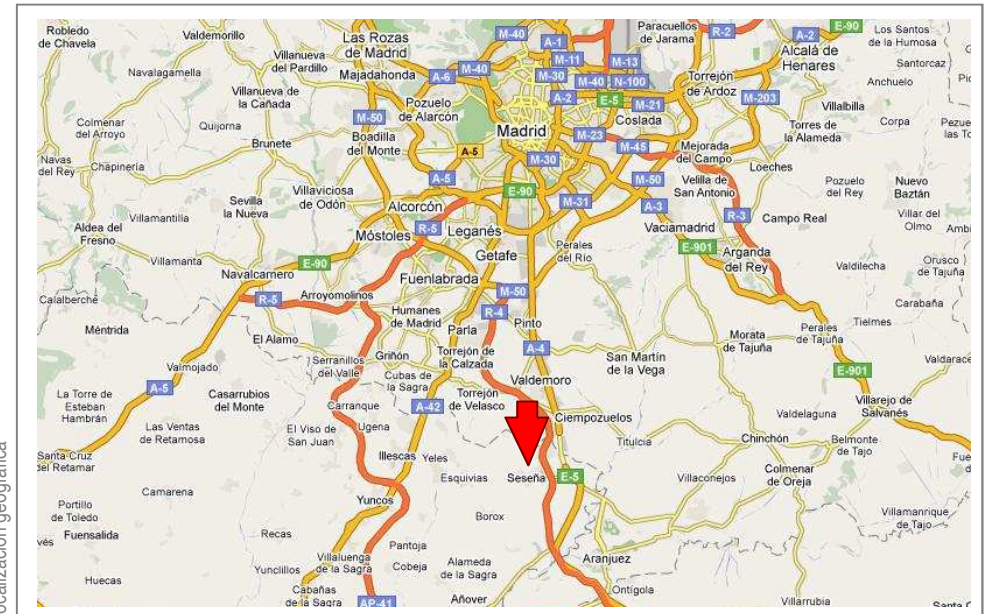 Robledo
de Chavela
Valdemorillo
Las Rozas
de Madrid
M-40
A-1
Paracuellos
de Jarama
R-2
A-2
E-90
Los Santos
de la Humosa
Villanueva
del Pardillo
M-11
M-13
Alcalá de
Henares
Santorcaz
Navalagamella
Majadahonda
A-6
M-40
M-30
M-40
N-100
Torrejón
de Ardoz
Anchuelo
Villanueva de
la Cañada
Pozuelo
de Alarcón
A-2
E-5
M-21
M-203
Villalbilla
Colmenar
del Arroyo
Quijorna
M-50
Coslada
Torres de
la Alameda
Corpa
Brunete
Boadilla
del Monte
Madrid
M-23
M-45
Mejorada
del Campo
Navas
del Rey
Chapinería
A-5
M-30
Loeches
A-5
M-50
Velilla de
San Antonio
Pozuelo
del Rey
Nuevo
Baztán
Villaviciosa
de Odón
E-90
M-31
A-3
R-3
Sevilla
la Nueva
Alcorcón
Villamantilla
Campo Real
Villar del
Olmo
Aldea del
Fresno
R-5
Leganés
Vaciamadrid
Móstoles
Getafe
Perales
del Río
E-901
Arganda
del Rey
Villamanta
E-90
Orusco
de Tajuña
Navalcarnero
Fuenlabrada
Valdilecha
Calalberche
R-5
Arroyomolinos
M-50
Carabaña
Méntrida
Humanes
de Madrid
R-4
Pinto
Parla
Perales
de Tajuña
Tielmes
El Alamo
Morata
de Tajuña
Serranillos
del Valle
Griñón
Torrejón de
la Calzada
A-4
San Martín
de la Vega
Valmojado
Cubas de
la Sagra
Valdemoro
E-901
A-5
La Torre de
Esteban
Hambrán
Casarrubios
del Monte
Carranque
A-42
Torrejón
de Velasco
Ciempozuelos
Valdelaguna
Villarejo de
Salvanés
Las Ventas
de Retamosa
El Viso de
San Juan
Ugena
Titulcia
Chinchón
Belmonte
de Tajo
Santa Cruz
del Retamar
Illescas
Yeles
Esquivias
Seseña
E-5
Villaconejos
Colmenar
de Oreja
Camarena
Portillo
de Toledo
Yuncos
Borox
Villamanrique
de Tajo
Fuensalida
Recas
Pantoja
Aranjuez
Villaluenga
de la Sagra
Yunclillos
Cobeja
Alameda
de la Sagra
Huecas
Cabañas
de la Sagra
AP-41
Añover
Ontígola
Villarrubia